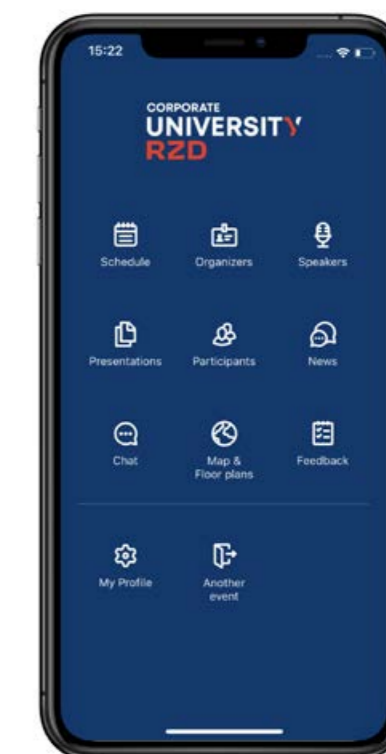 15:22
CORPORATE
UNIVERSITY
RZD
Schedule
Organizers
Speakers
Presentations
Participants
News
Chat
Map &
Floor plans
Feedback
My Profile
Another
event